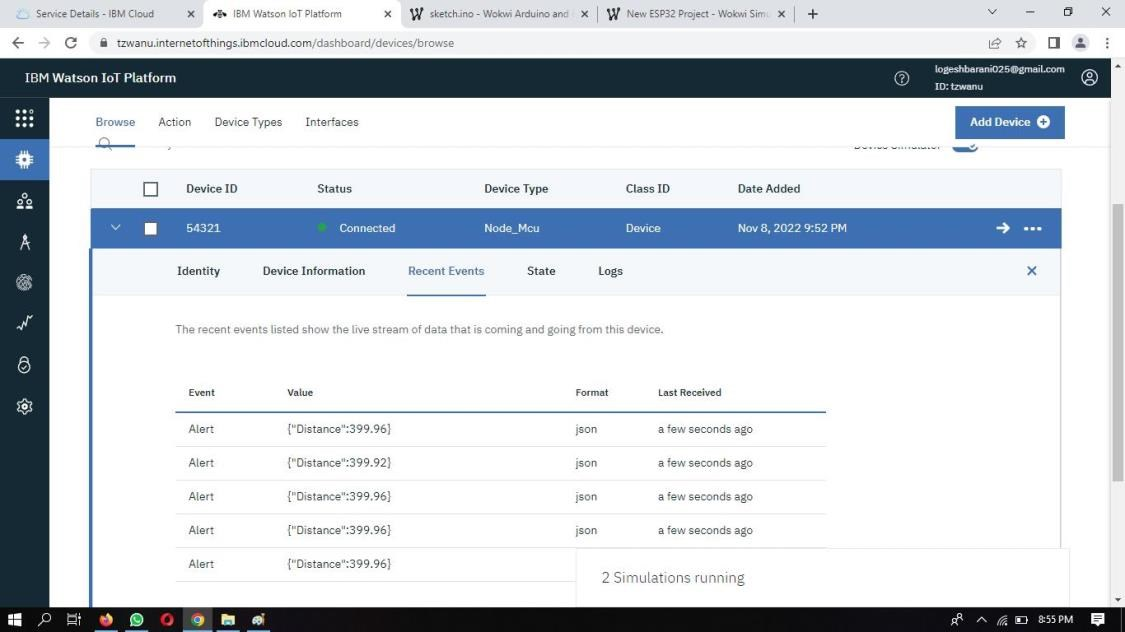 Service Details - IBM Cloud
IBM Watson IoT Platform
sketch.ino - Wokwi Arduino and
New ESP32 Project - Wokwi Simu
tzwanu.internetofthings.ibmcloud.com/dashboard/devices/browse
IBM Watson IoT Platform
logeshbarani025@gmail.com
ID: tzwanu
Browse Action Device Types Interfaces
Add Device
Device Simulator
Device ID Status Device Type Class ID Date Added
54321 Connected Node_Mcu Device Nov 8, 2022 9:52 PM
Identity Device Information Recent Events State Logs
The recent events listed show the live stream of data that is coming and going from this device.
Event Value Format Last Received
Alert {"Distance":399.96} json a few seconds ago
Alert {"Distance":399.92} json a few seconds ago
Alert {"Distance":399.96} json a few seconds ago
Alert {"Distance":399.96} json a few seconds ago
Alert {"Distance":399.96}
2 Simulations running
8:55 PM